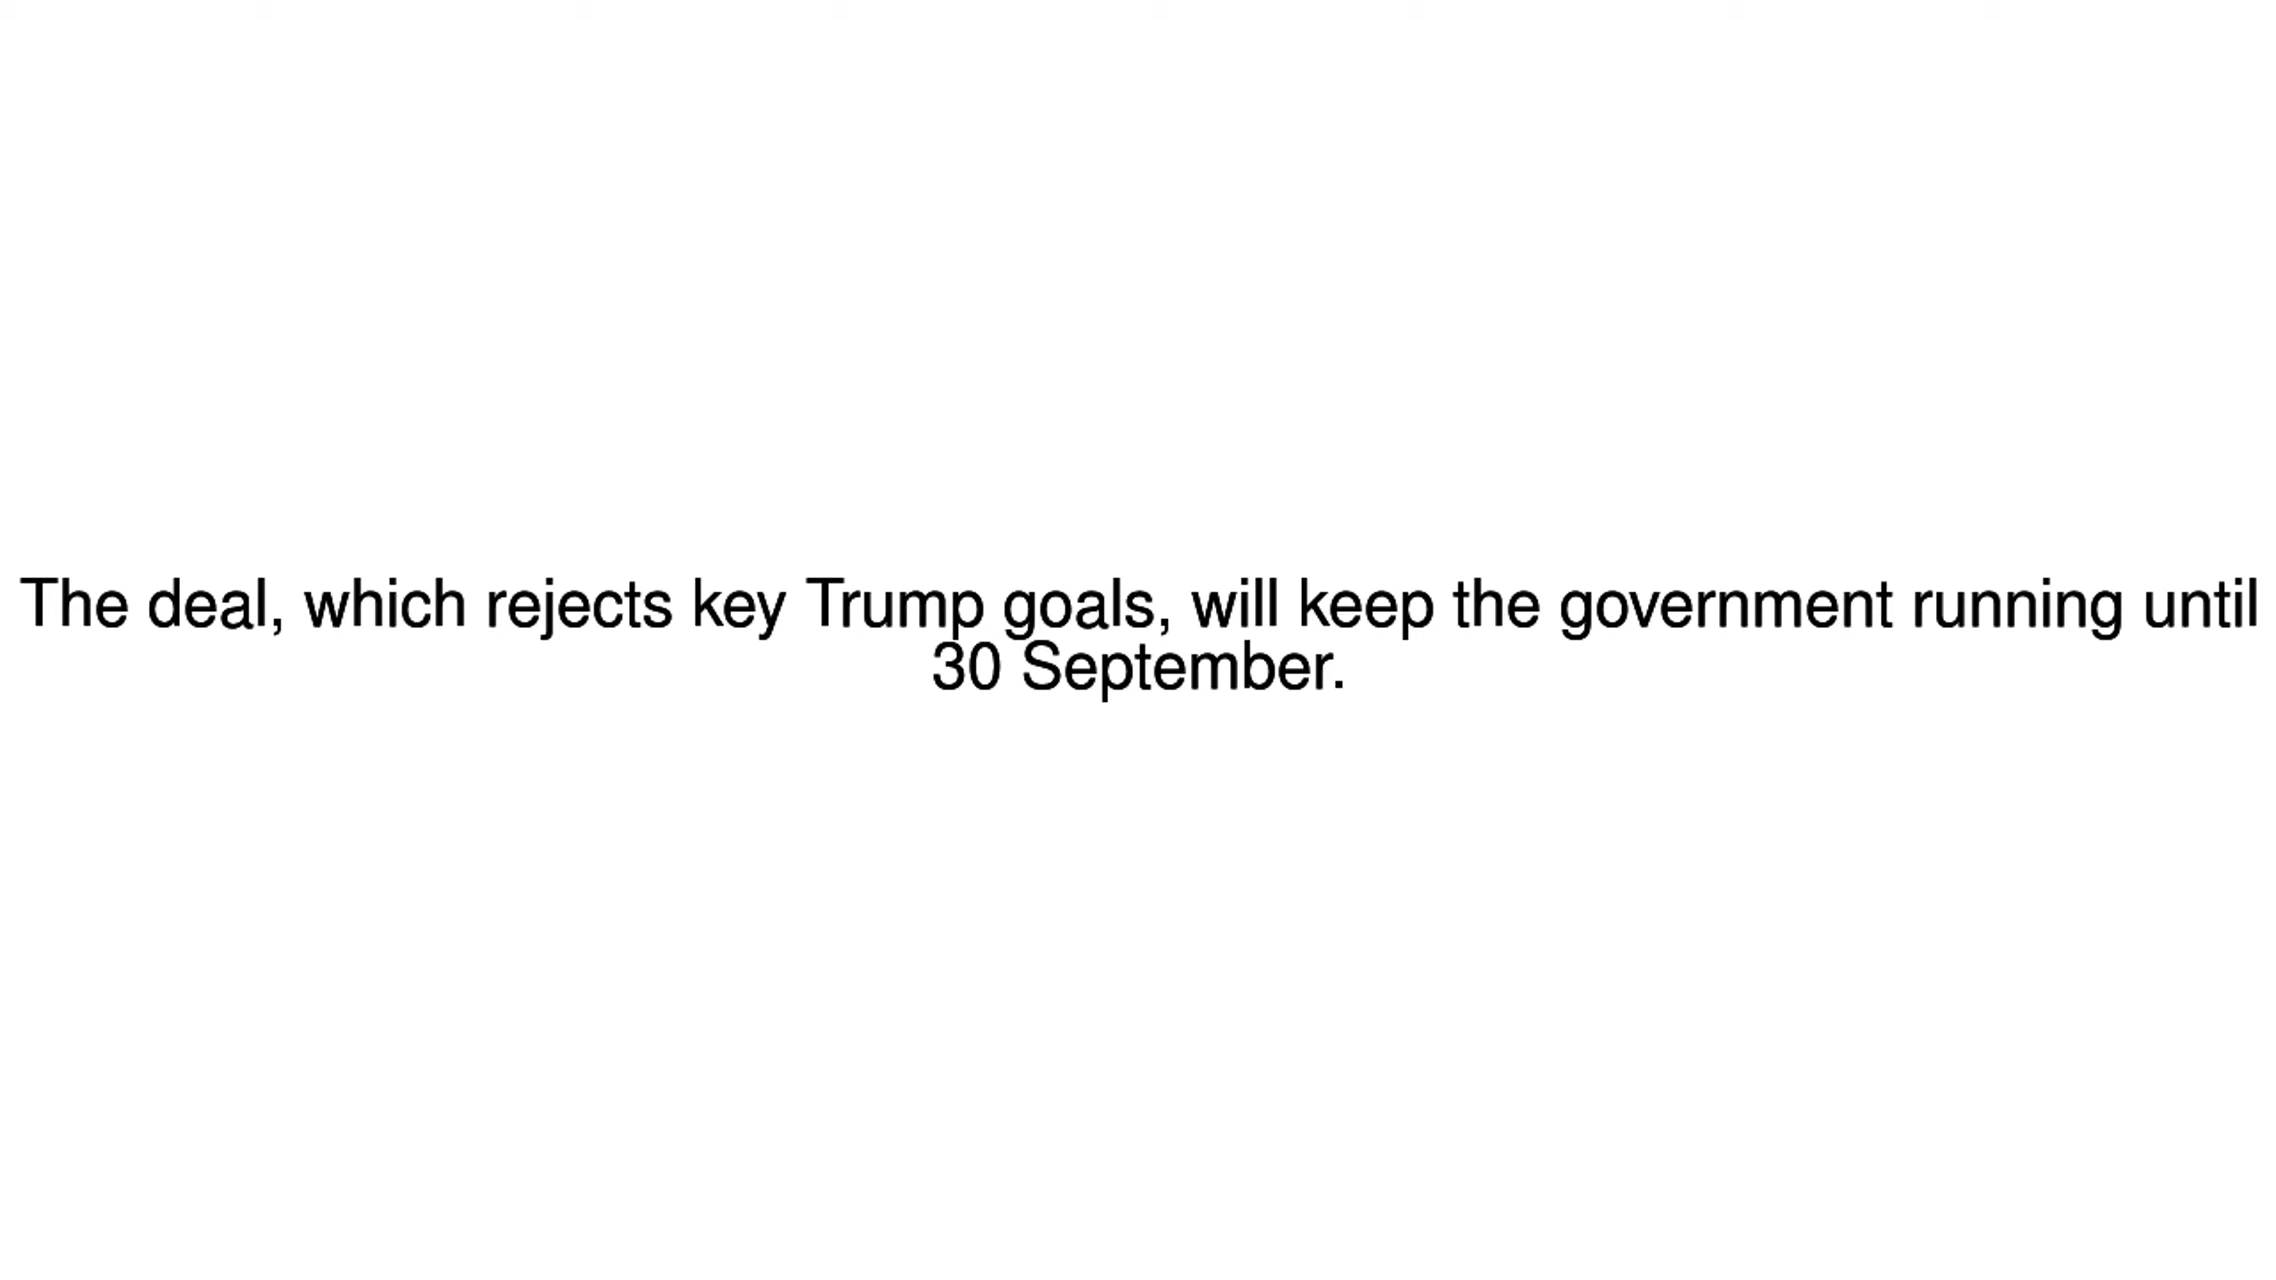 The deal, which rejects key Trump goals, will keep the government running until
30 September.